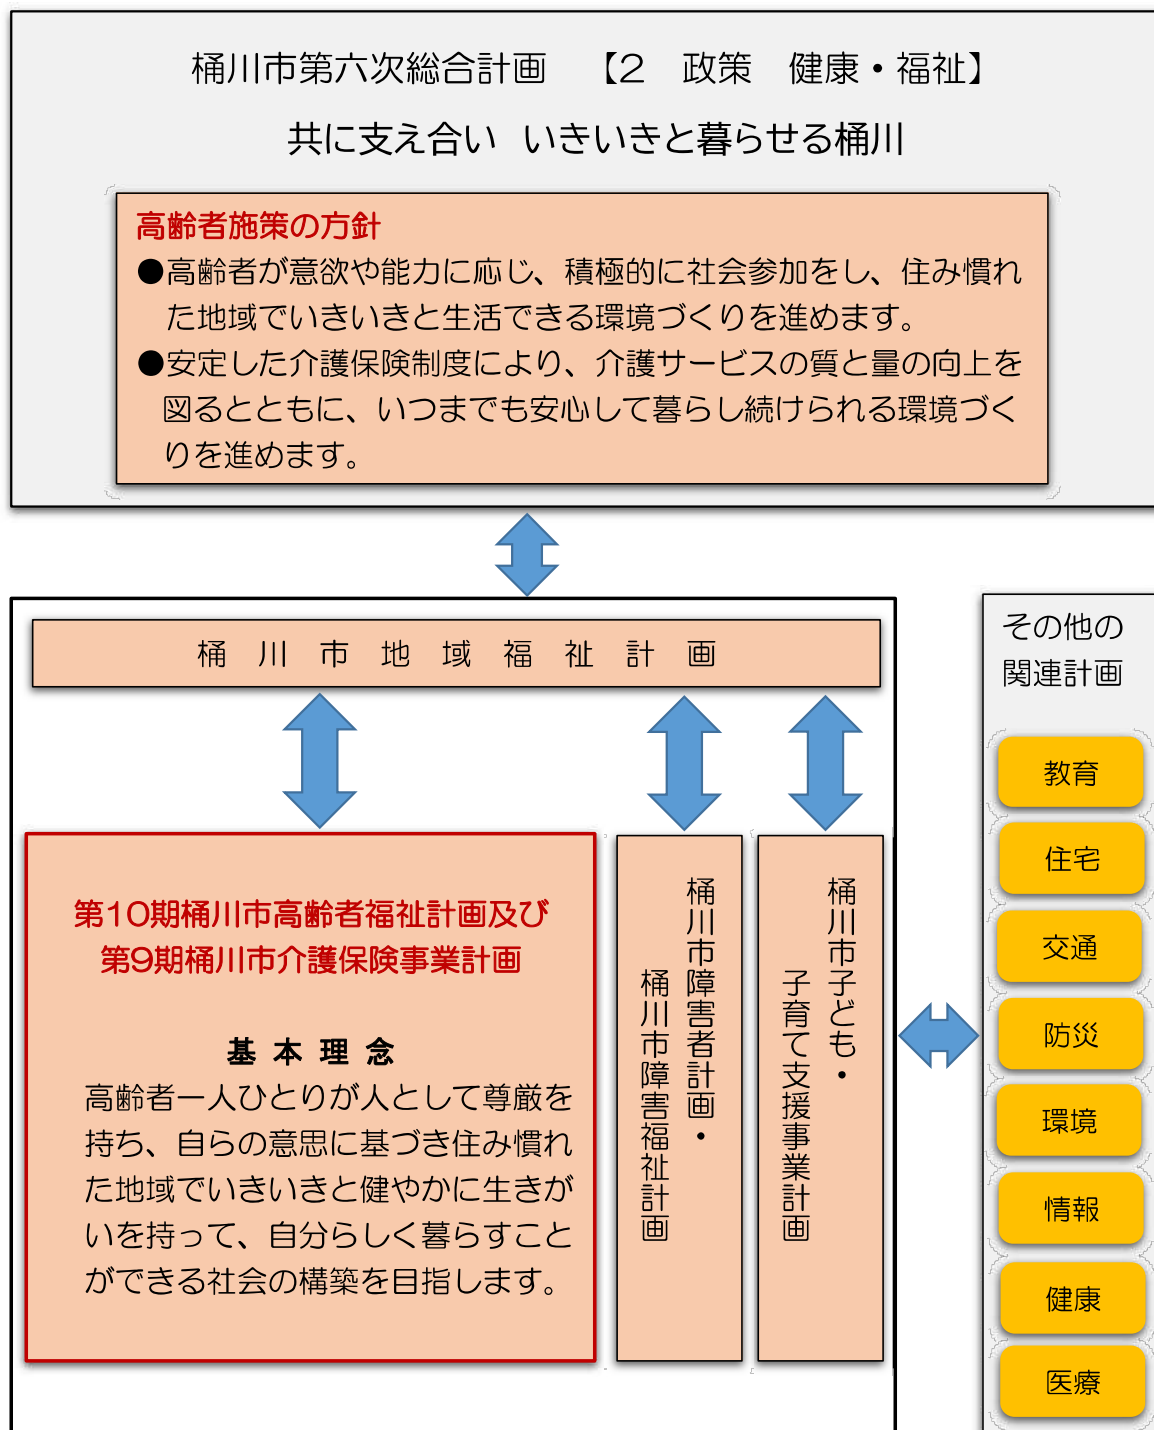 桶川市第六次総合計画　【2　政策　健康・福祉】
共に支え合い　いきいきと暮らせる桶川
高齢者施策の方針
●高齢者が意欲や能力に応じ、積極的に社会参加をし、住み慣れ
た地域でいきいきと生活できる環境づくりを進めます。
●安定した介護保険制度により、介護サービスの質と量の向上を
図るとともに、いつまでも安心して暮らし続けられる環境づく
りを進めます。
桶川市地域福祉計画
第10期桶川市高齢者福祉計画及び
第9期桶川市介護保険事業計画
基本理念
高齢者一人ひとりが人として尊厳を
持ち、自らの意思に基づき住み慣れ
た地域でいきいきと健やかに生きが
いを持って、自分らしく暮らすこと
ができる社会の構築を目指します。
桶川市障害者計画・
桶川市障害福祉計画
桶川市子ども・
子育て支援事業計画
その他の
関連計画
教育
住宅
交通
防災
環境
情報
健康
医療